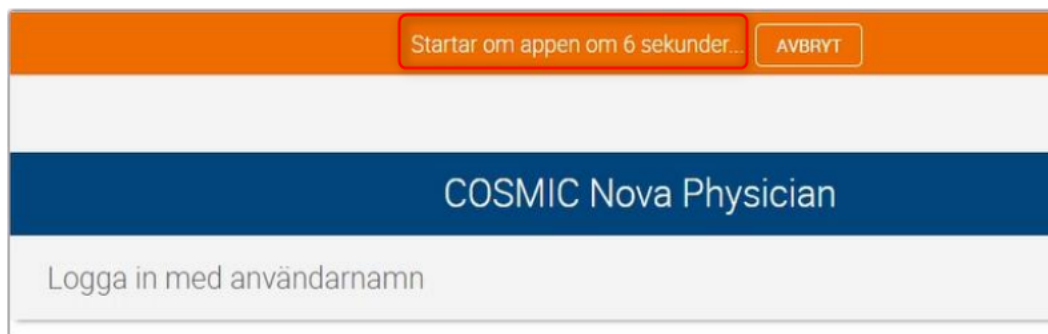 Startar om appen om 6 sekunder... AVBRYT
COSMIC Nova Physician
Logga in med användarnamn